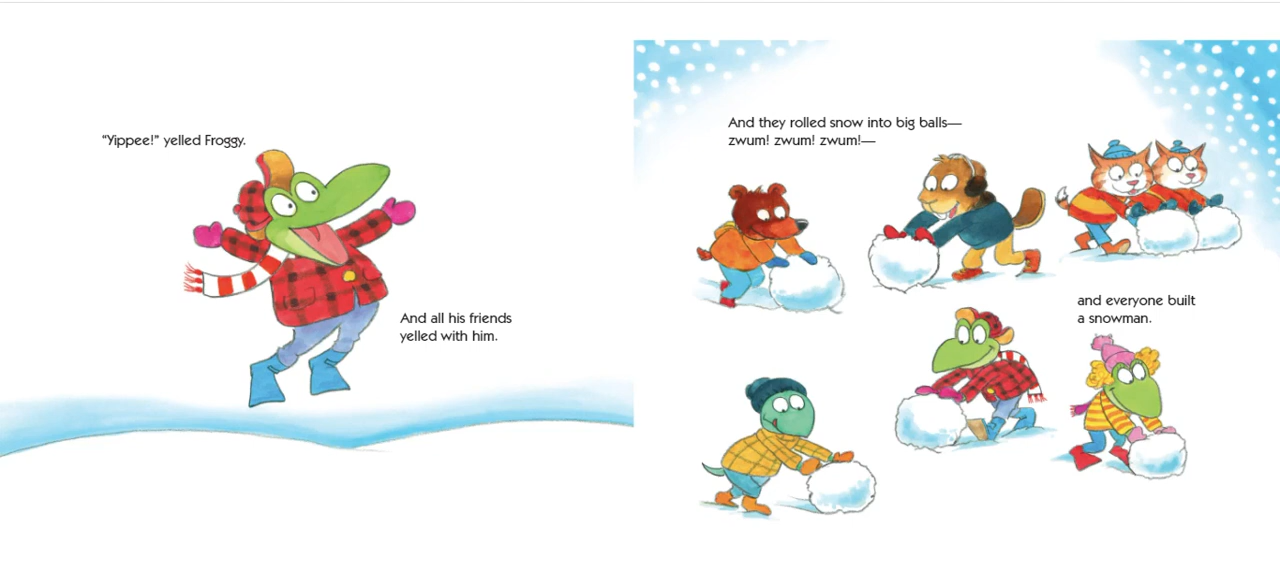 “Yippee!” yelled Froggy.
And all his friends
yelled with him.
And they rolled snow into big balls—
zwum! zwum! zwum!—
and everyone built
a snowman.